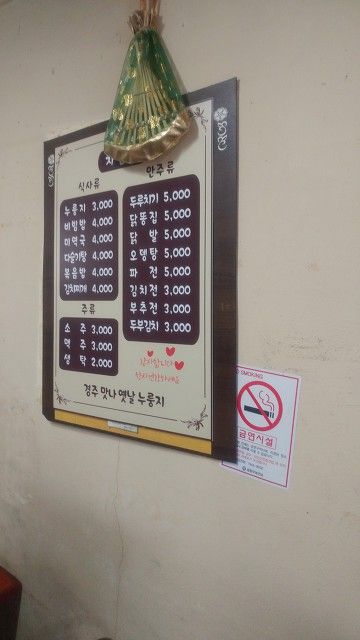 식사류
누룽지 3,000
비빔밥 4,000
미역국 4,000
다슬기탕 4,000
볶음밥 4,000
김치찌개 4,000
주류
소주 3,000
맥주 3,000
생탁 2,000
안주류
두루치기 5,000
닭똥집 5,000
닭발 5,000
오뎅탕 5,000
파전 5,000
김치전 3,000
부추전 3,000
두부김치 3,000
감사합니다
경주 맛나 옛날 누룽지
SMOKING
금연시설